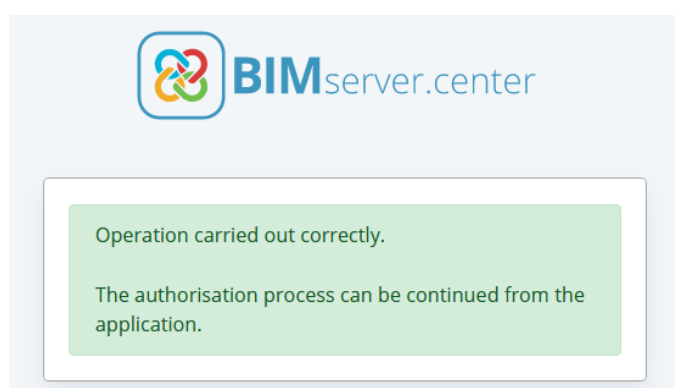 BIMserver.center
Operation carried out correctly.
The authorisation process can be continued from the
application.